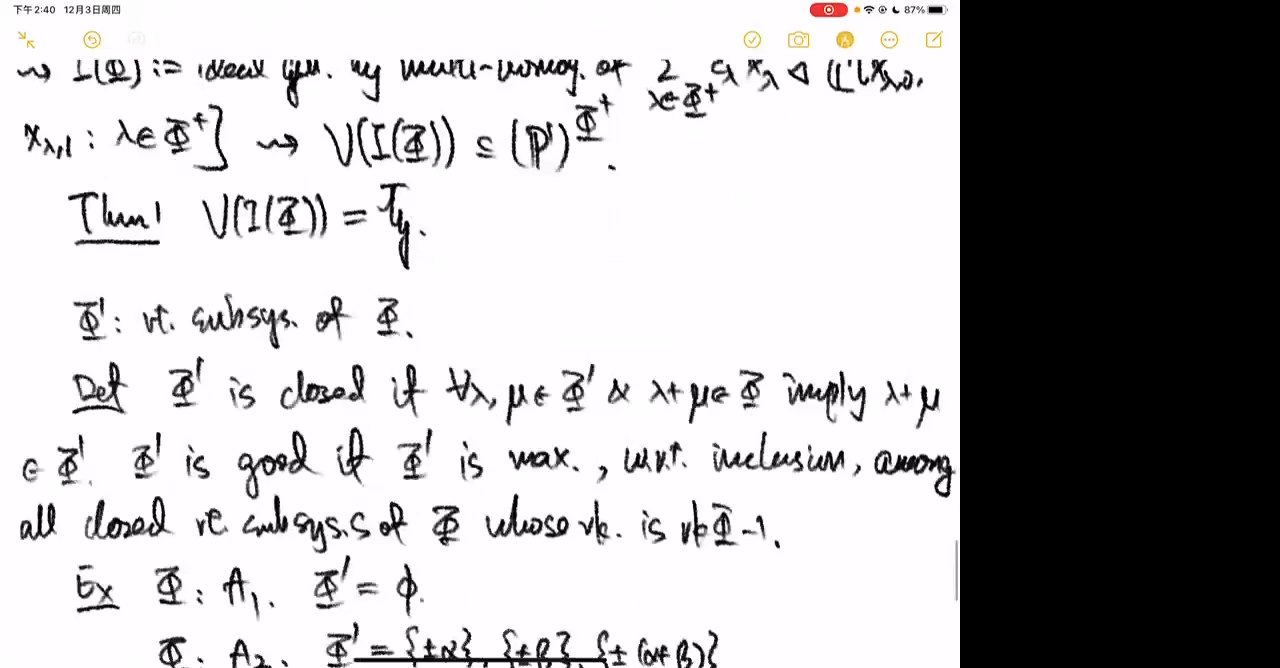 下午2:40 12月3日周四
87%
⇝ I(Φ) := ideal gen. by multi-homog. of Σ_{λ∈Φ⁺} c_λ x_λ ◁ ℂ[x_{λ,0},
x_{λ,1} : λ ∈ Φ⁺] ⇝ V(I(Φ)) ⊆ (ℙ¹)^{Φ⁺}.
Thm1 V(I(Φ)) = T_y.
Φ': rt. subsys. of Φ.
Def Φ' is closed if ∀λ, μ ∈ Φ' & λ+μ ∈ Φ imply λ+μ
∈ Φ'. Φ' is good if Φ' is max., w.r.t. inclusion, among
all closed rt. subsys.s of Φ whose rk. is rkΦ-1.
Ex Φ: A₁. Φ' = ϕ.
Φ: A₂. Φ' = {±α}, {±β}, {±(α+β)}